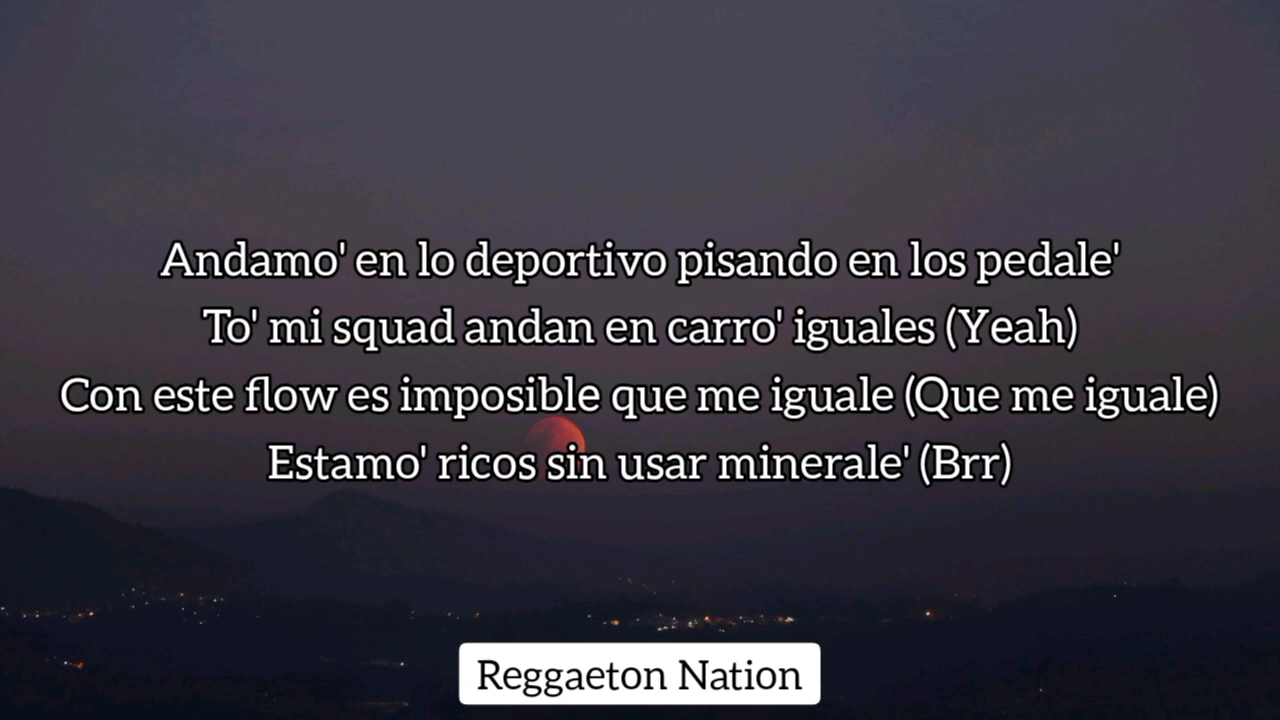 Andamo' en lo deportivo pisando en los pedale'
To' mi squad andan en carro' iguales (Yeah)
Con este flow es imposible que me iguale (Que me iguale)
Estamo' ricos sin usar minerale' (Brr)
Reggaeton Nation